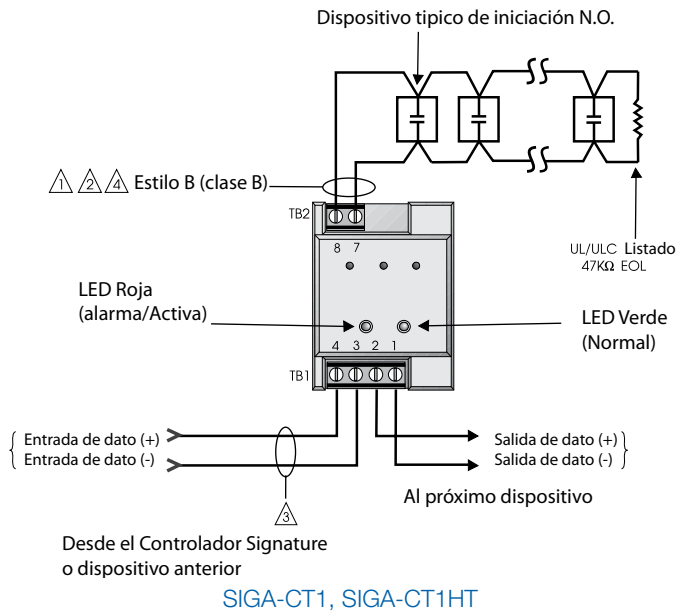 Dispositivo tipico de iniciación N.O.
1 2 4 Estilo B (clase B)
TB2
8 7
UL/ULC Listado
47KΩ EOL
LED Roja
(alarma/Activa)
LED Verde
(Normal)
4 3 2 1
TB1
Entrada de dato (+)
Entrada de dato (-)
Salida de dato (+)
Salida de dato (-)
3
Al próximo dispositivo
Desde el Controlador Signature
o dispositivo anterior
SIGA-CT1, SIGA-CT1HT